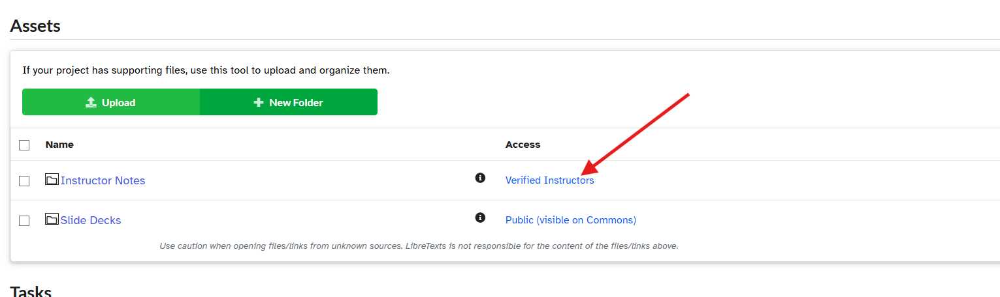 Assets
If your project has supporting files, use this tool to upload and organize them.
Upload New Folder
Name Access
Instructor Notes Verified Instructors
Slide Decks Public (visible on Commons)
Use caution when opening files/links from unknown sources. LibreTexts is not responsible for the content of the files/links above.
Tasks